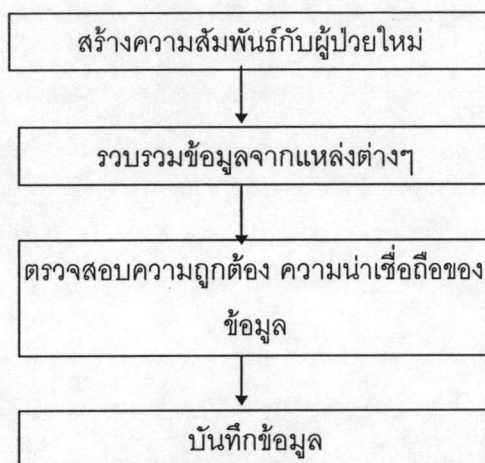 สร้างความสัมพันธ์กับผู้ป่วยใหม่
รวบรวมข้อมูลจากแหล่งต่างๆ
ตรวจสอบความถูกต้อง ความน่าเชื่อถือของ
ข้อมูล
บันทึกข้อมูล